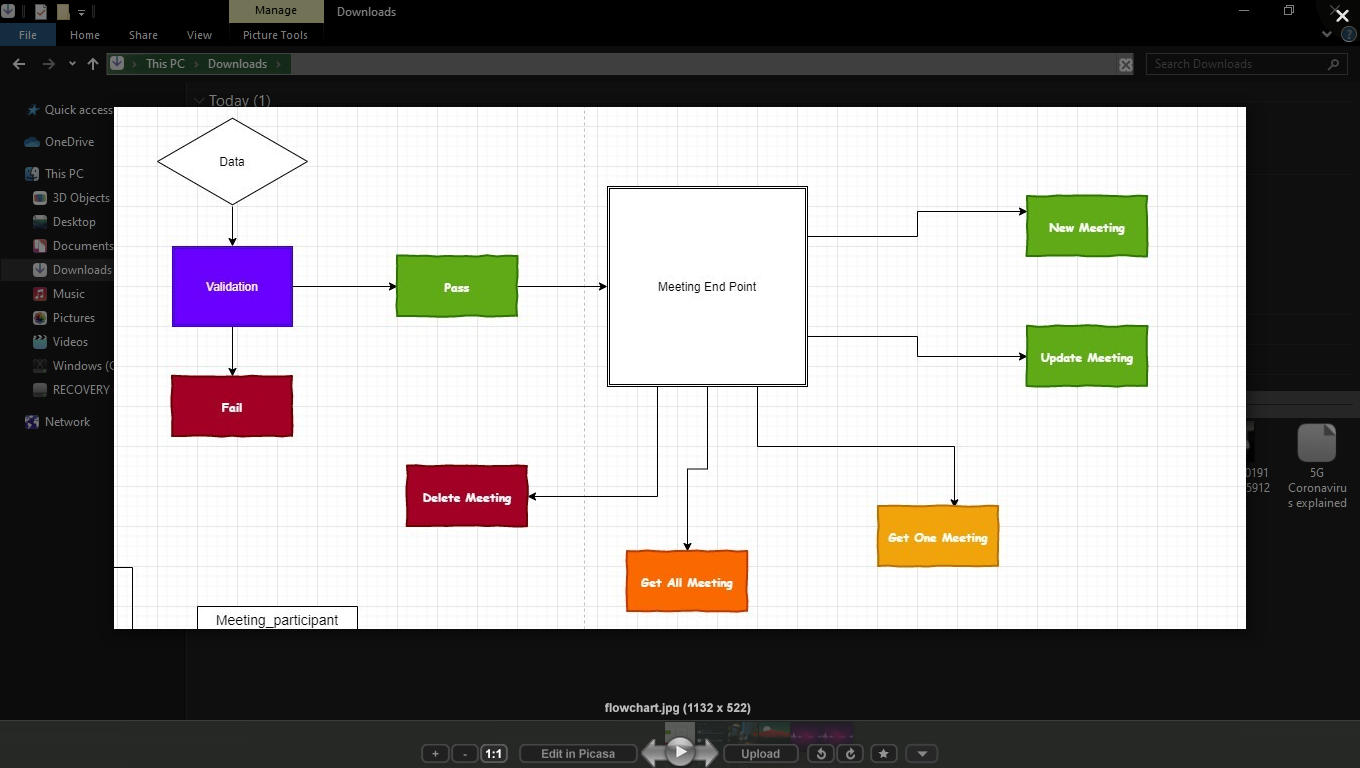 Manage
Downloads
File
Home
Share
View
Picture Tools
This PC
Downloads
Search Downloads
Quick access
OneDrive
This PC
3D Objects
Desktop
Documents
Downloads
Music
Pictures
Videos
Windows (C
RECOVERY
Network
Today (1)
Data
Validation
Pass
Fail
Meeting End Point
New Meeting
Update Meeting
Delete Meeting
Get All Meeting
Get One Meeting
Meeting_participant
0191
5912
5G
Coronaviru
s explained
flowchart.jpg (1132 x 522)
+
-
1:1
Edit in Picasa
Upload